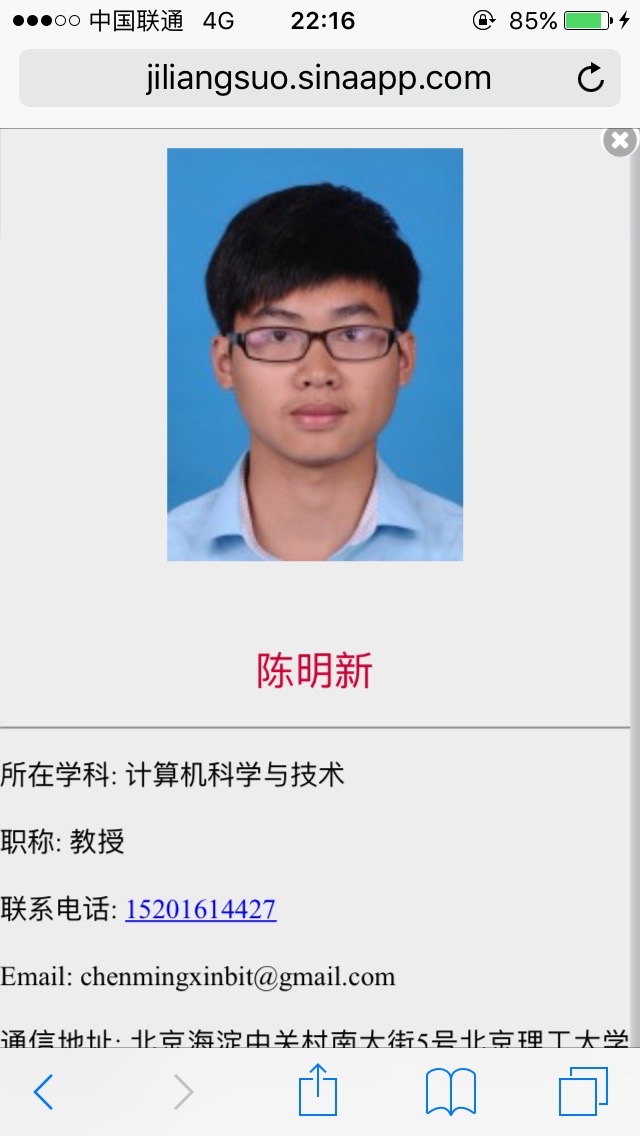 中国联通 4G 22:16 85%
jiliangsuo.sinaapp.com
陈明新
所在学科: 计算机科学与技术
职称: 教授
联系电话: 15201614427
Email: chenmingxinbit@gmail.com
通信地址: 北京海淀中关村南大街5号北京理工大学